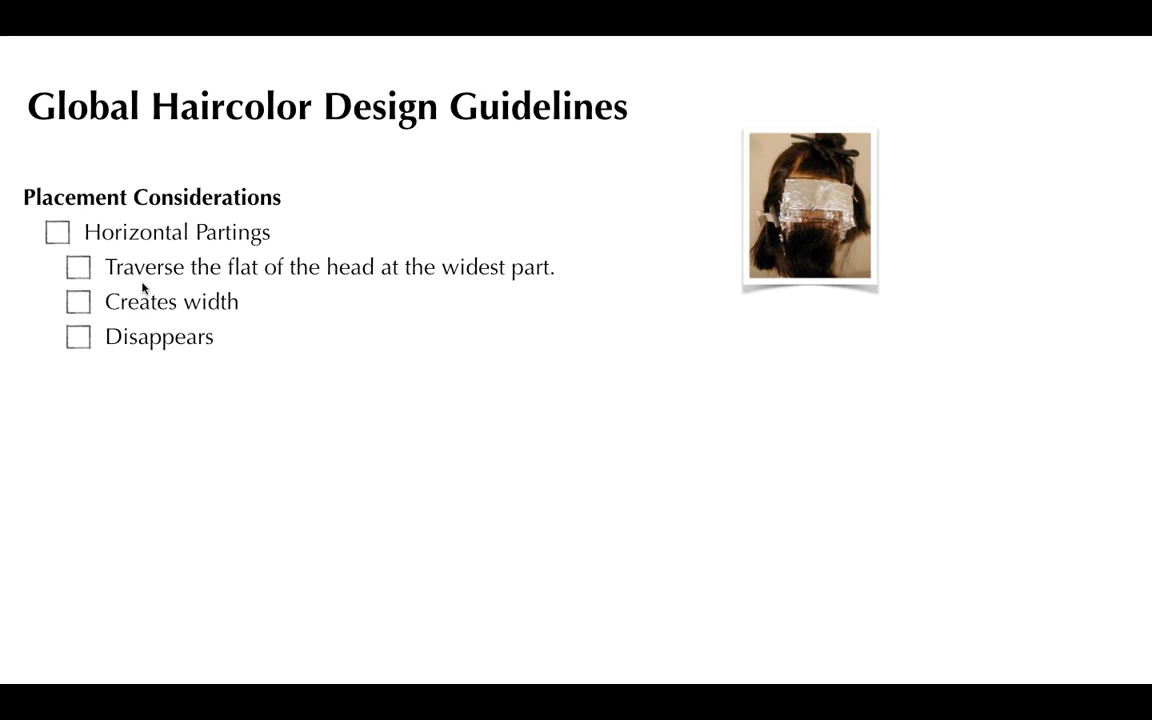 Global Haircolor Design Guidelines
Placement Considerations
Horizontal Partings
Traverse the flat of the head at the widest part.
Creates width
Disappears